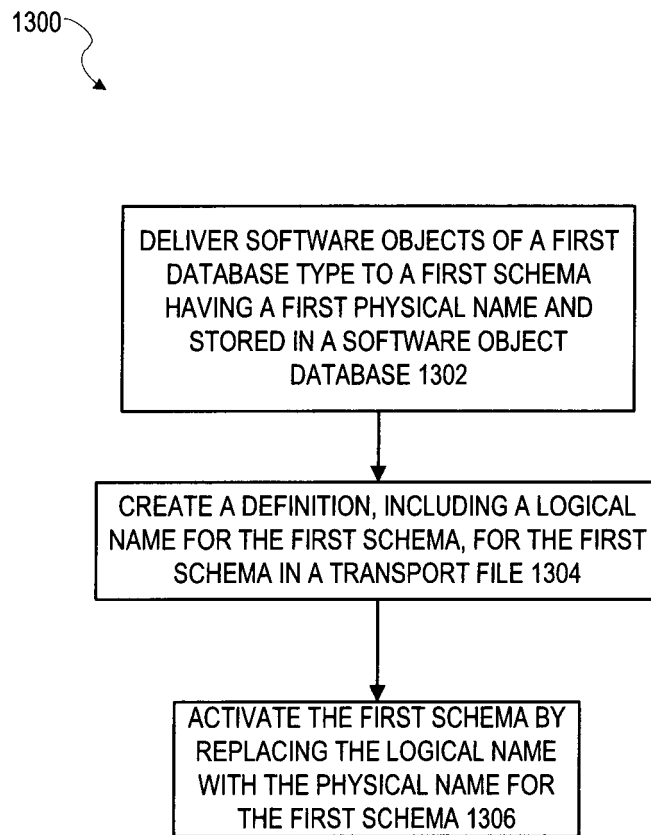 1300
DELIVER SOFTWARE OBJECTS OF A FIRST
DATABASE TYPE TO A FIRST SCHEMA
HAVING A FIRST PHYSICAL NAME AND
STORED IN A SOFTWARE OBJECT
DATABASE 1302
CREATE A DEFINITION, INCLUDING A LOGICAL
NAME FOR THE FIRST SCHEMA, FOR THE FIRST
SCHEMA IN A TRANSPORT FILE 1304
ACTIVATE THE FIRST SCHEMA BY
REPLACING THE LOGICAL NAME
WITH THE PHYSICAL NAME FOR
THE FIRST SCHEMA 1306